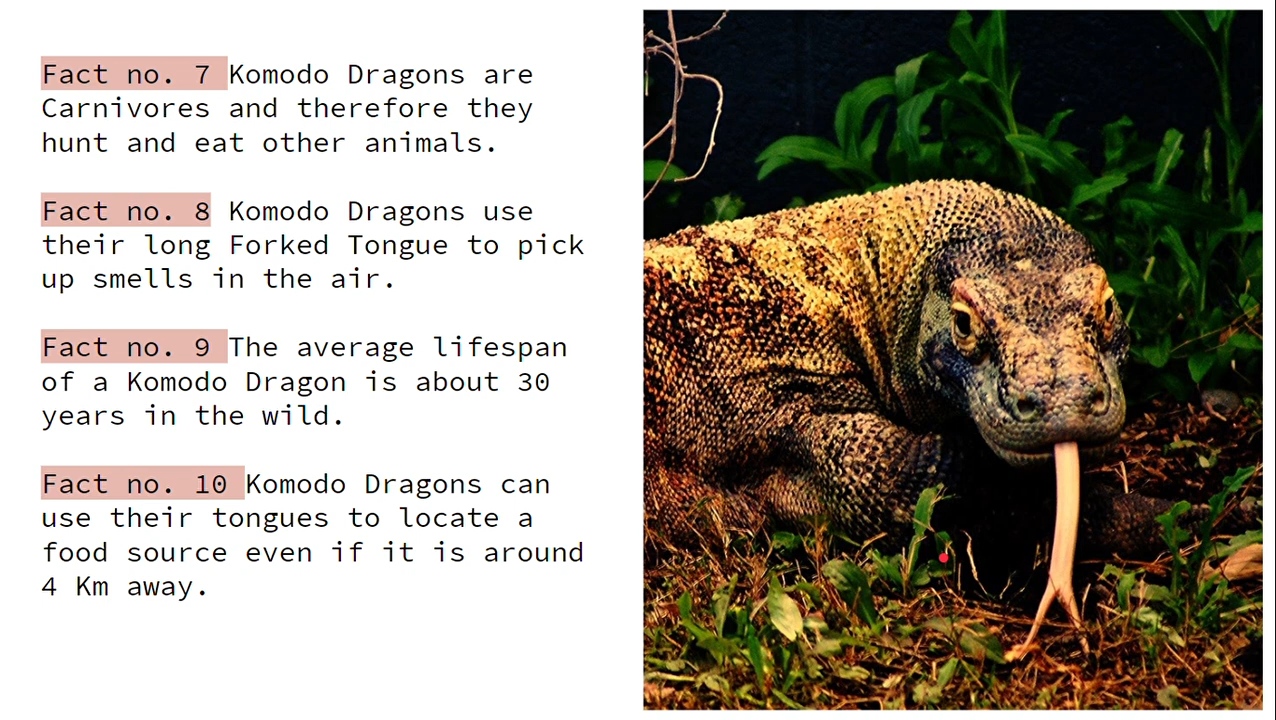 Fact no. 7 Komodo Dragons are
Carnivores and therefore they
hunt and eat other animals.
Fact no. 8 Komodo Dragons use
their long Forked Tongue to pick
up smells in the air.
Fact no. 9 The average lifespan
of a Komodo Dragon is about 30
years in the wild.
Fact no. 10 Komodo Dragons can
use their tongues to locate a
food source even if it is around
4 Km away.